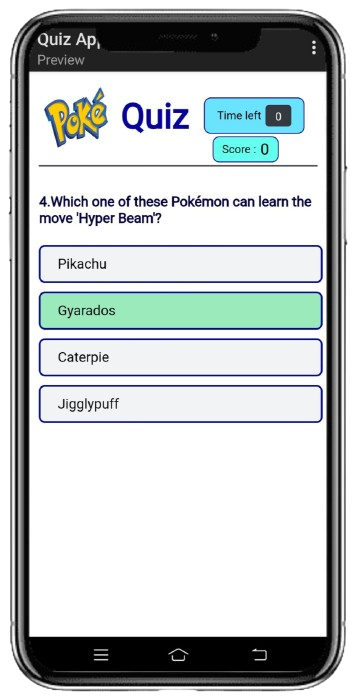 Quiz Ap
Preview
Poké Quiz
Time left 0
Score : 0
4.Which one of these Pokémon can learn the
move 'Hyper Beam'?
Pikachu
Gyarados
Caterpie
Jigglypuff